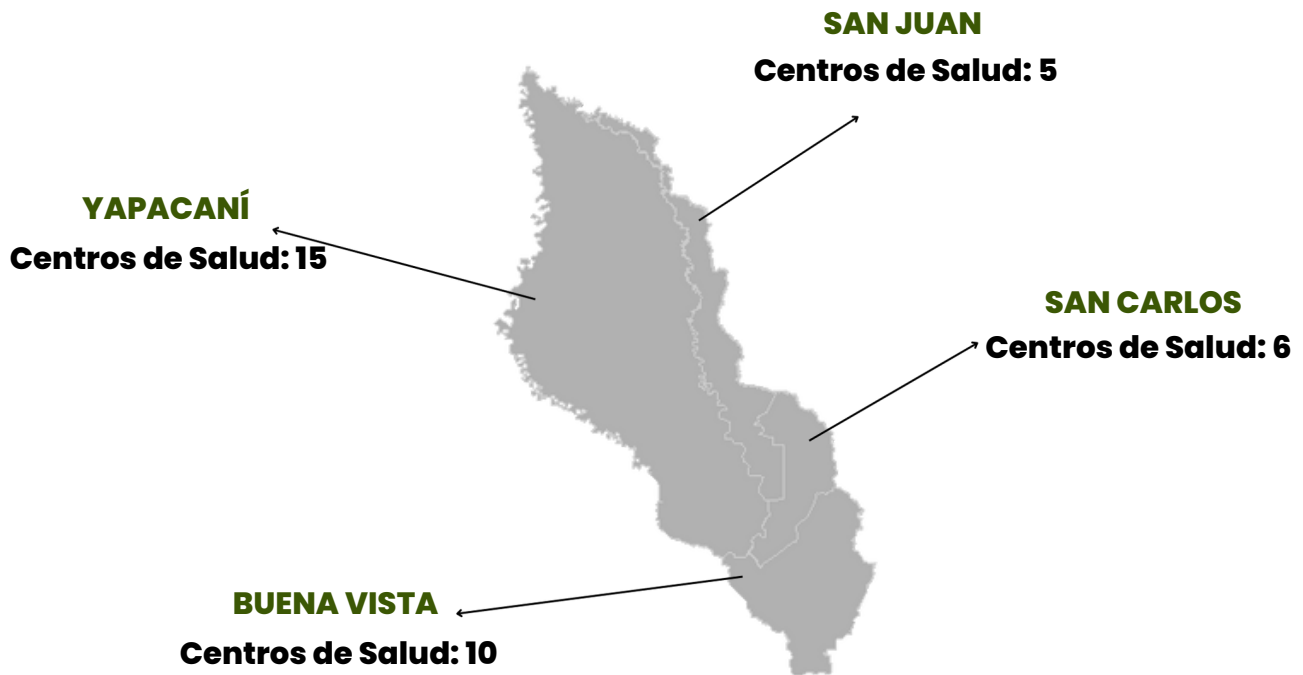 SAN JUAN
Centros de Salud: 5
YAPACANÍ
Centros de Salud: 15
SAN CARLOS
Centros de Salud: 6
BUENA VISTA
Centros de Salud: 10